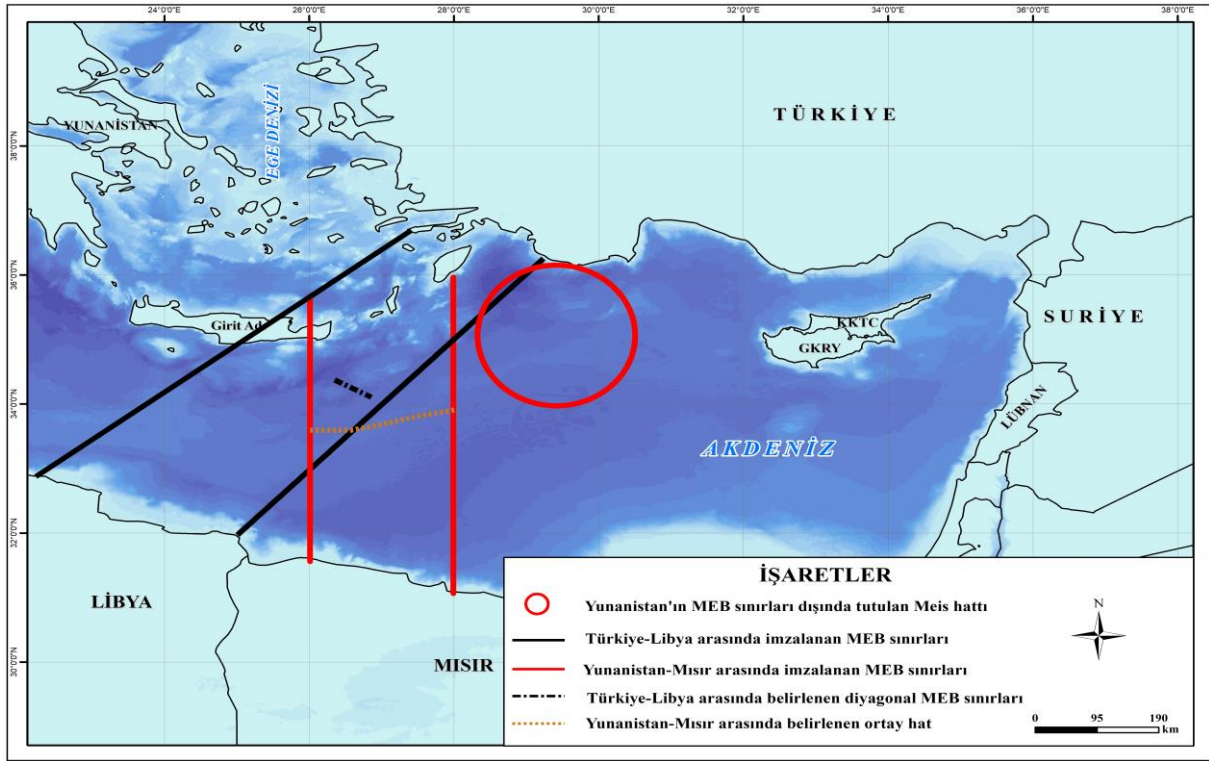 24°0'0"E 26°0'0"E 28°0'0"E 30°0'0"E 32°0'0"E 34°0'0"E 36°0'0"E 38°0'0"E
38°0'0"N
36°0'0"N
34°0'0"N
32°0'0"N
30°0'0"N
YUNANİSTAN
EGE DENİZİ
TÜRKİYE
Girit Ad.
KKTC
GKRY
SURİYE
LÜBNAN
AKDENİZ
LİBYA
MISIR
İŞARETLER
Yunanistan'ın MEB sınırları dışında tutulan Meis hattı
Türkiye-Libya arasında imzalanan MEB sınırları
Yunanistan-Mısır arasında imzalanan MEB sınırları
Türkiye-Libya arasında belirlenen diyagonal MEB sınırları
Yunanistan-Mısır arasında belirlenen ortay hat
N
0 95 190
km